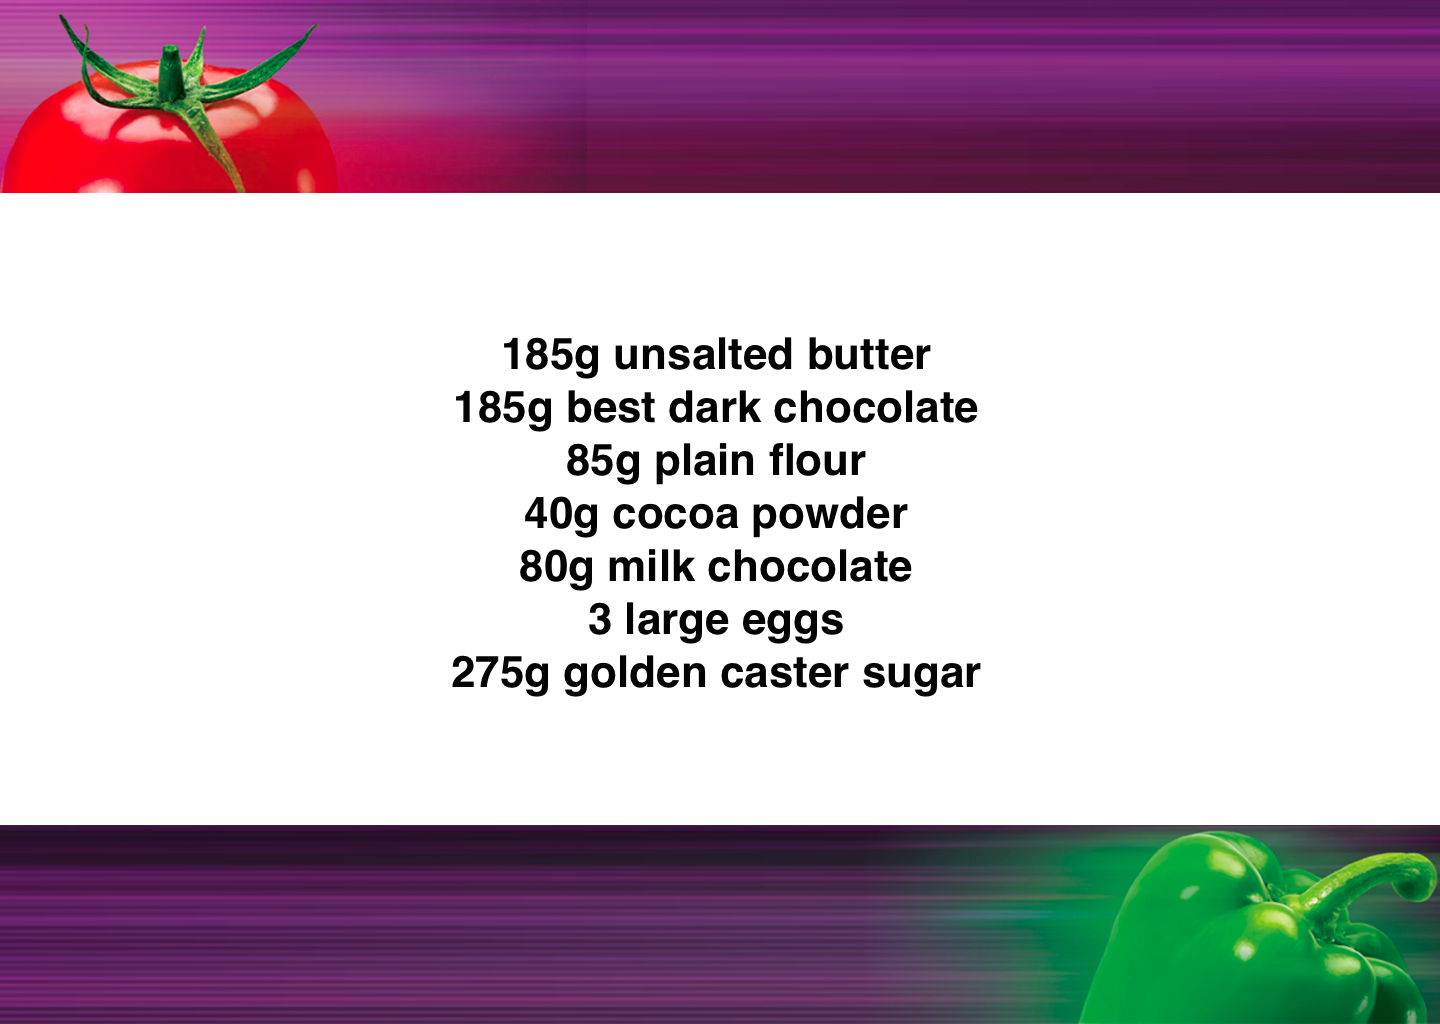 185g unsalted butter
185g best dark chocolate
85g plain flour
40g cocoa powder
80g milk chocolate
3 large eggs
275g golden caster sugar